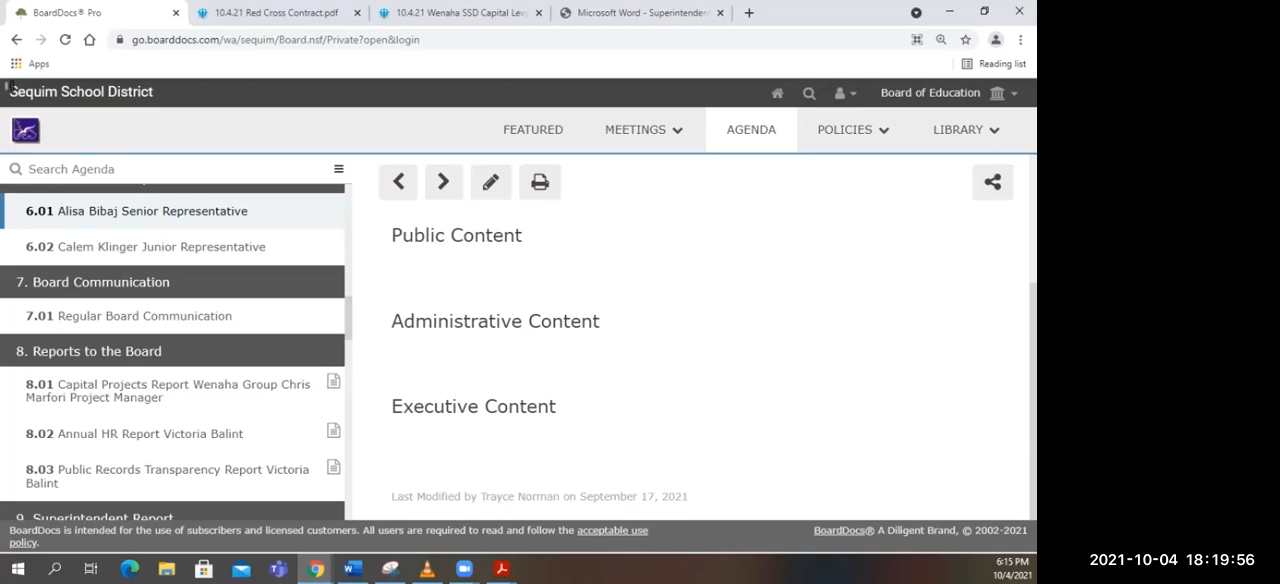 BoardDocs® Pro
10.4.21 Red Cross Contract.pdf
10.4.21 Wenaha SSD Capital Lev
Microsoft Word - Superintenden
go.boarddocs.com/wa/sequim/Board.nsf/Private?open&login
Apps
Reading list
Sequim School District
Board of Education
FEATURED
MEETINGS
AGENDA
POLICIES
LIBRARY
Search Agenda
6.01 Alisa Bibaj Senior Representative
6.02 Calem Klinger Junior Representative
7. Board Communication
7.01 Regular Board Communication
8. Reports to the Board
8.01 Capital Projects Report Wenaha Group Chris
Marfori Project Manager
8.02 Annual HR Report Victoria Balint
8.03 Public Records Transparency Report Victoria
Balint
9. Superintendent Report
Public Content
Administrative Content
Executive Content
Last Modified by Trayce Norman on September 17, 2021
BoardDocs is intended for the use of subscribers and licensed customers. All users are required to read and follow the acceptable use
policy.
BoardDocs® A Diligent Brand, © 2002-2021
6:15 PM
10/4/2021
2021-10-04 18:19:56